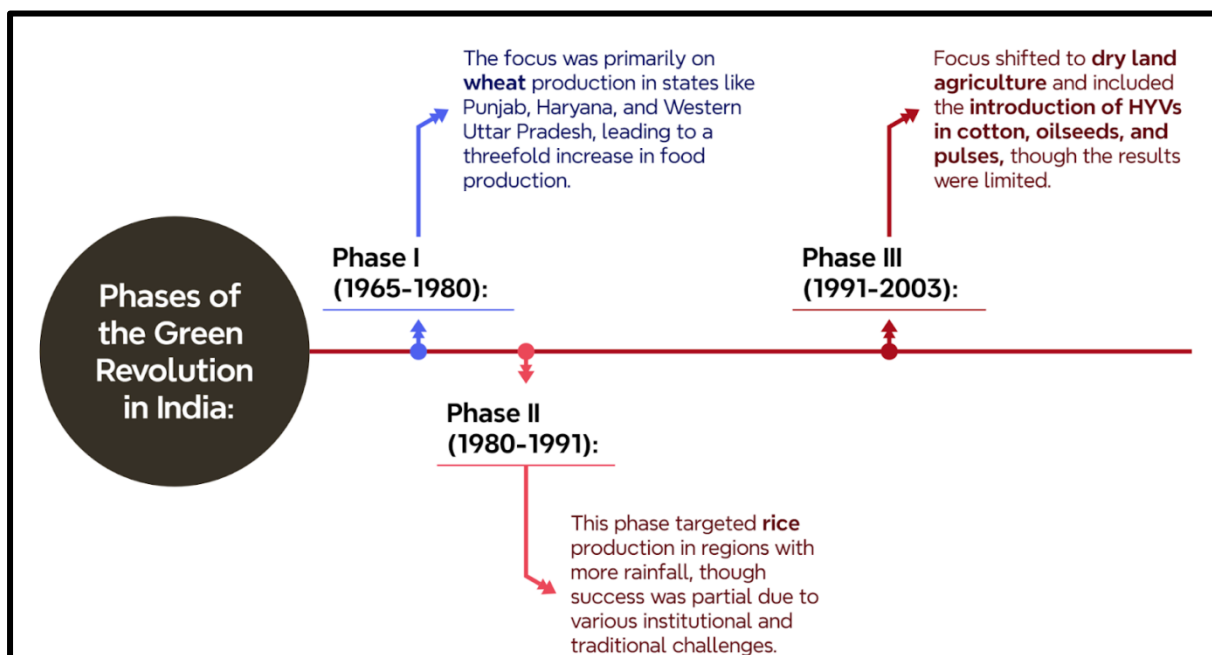 Phases of
the Green
Revolution
in India:
Phase I
(1965-1980):
The focus was primarily on
wheat production in states like
Punjab, Haryana, and Western
Uttar Pradesh, leading to a
threefold increase in food
production.
Phase II
(1980-1991):
This phase targeted rice
production in regions with
more rainfall, though
success was partial due to
various institutional and
traditional challenges.
Phase III
(1991-2003):
Focus shifted to dry land
agriculture and included
the introduction of HYVs
in cotton, oilseeds, and
pulses, though the results
were limited.